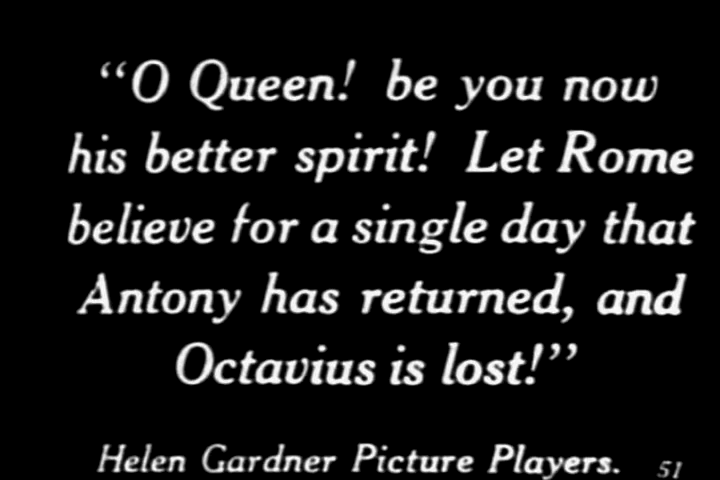 “O Queen! be you now
his better spirit! Let Rome
believe for a single day that
Antony has returned, and
Octavius is lost!”
Helen Gardner Picture Players. 51